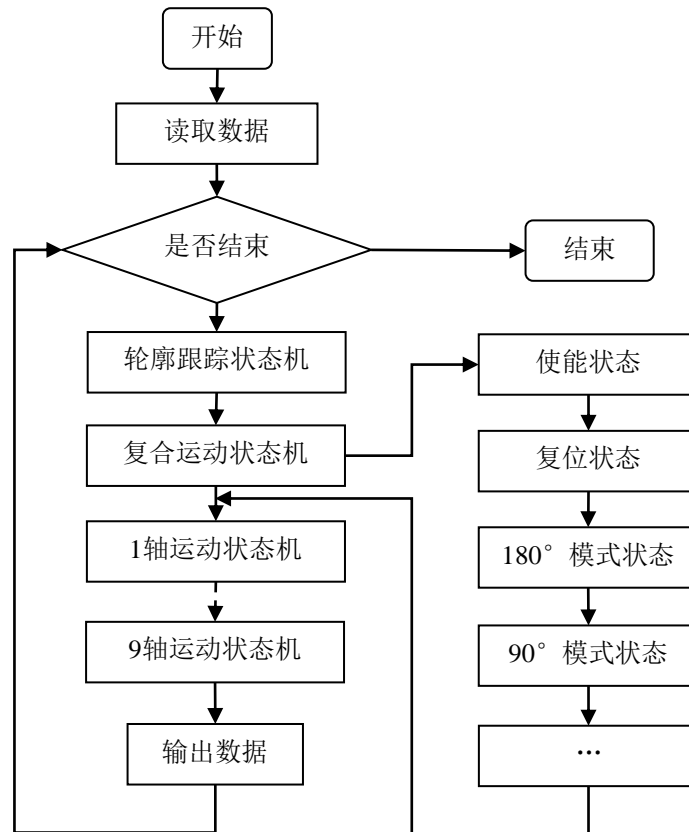 开始
读取数据
是否结束
结束
轮廓跟踪状态机
使能状态
复合运动状态机
复位状态
1轴运动状态机
180°模式状态
9轴运动状态机
90°模式状态
输出数据
…